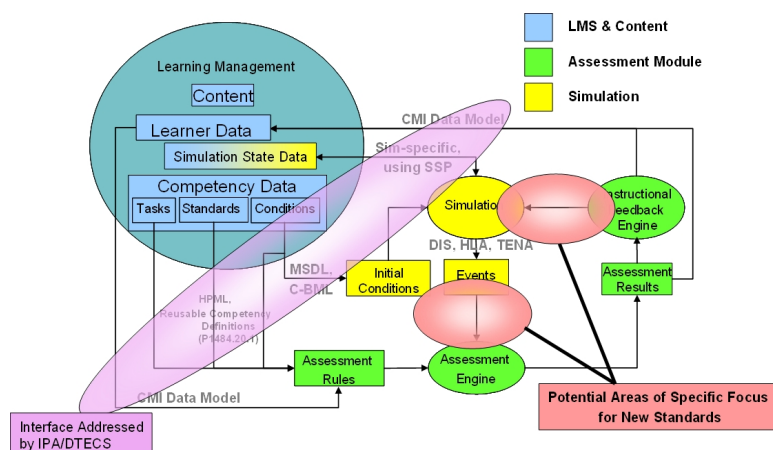 LMS & Content
Assessment Module
Simulation
Learning Management
Content
Learner Data
Simulation State Data
Competency Data
Tasks
Standards
Conditions
CMI Data Model
Sim-specific,
using SSP
Simulation
Instructional
Feedback
Engine
DIS, HLA, TENA
MSDL,
C-BML
Initial
Conditions
Events
Assessment
Results
HPML,
Reusable Competency
Definitions
(P1484.20.1)
Assessment
Rules
Assessment
Engine
CMI Data Model
Potential Areas of Specific Focus
for New Standards
Interface Addressed
by IPA/DTECS